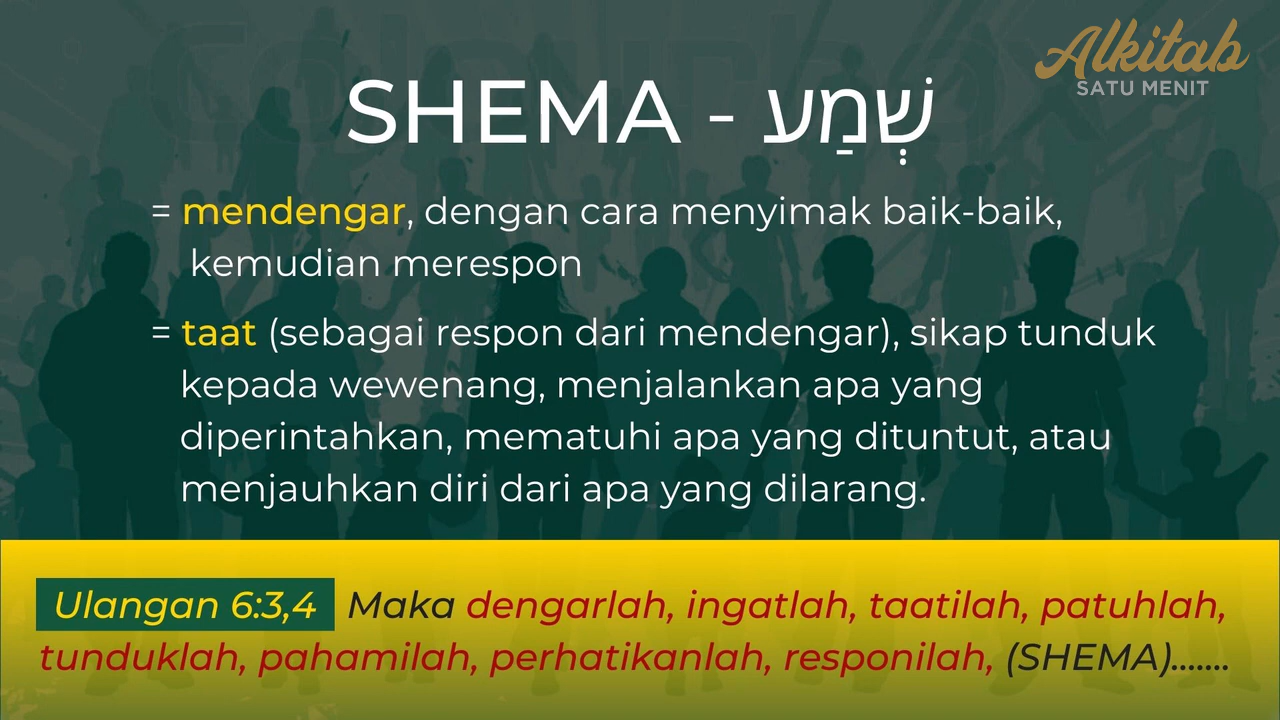 Alkitab
SATU MENIT
SHEMA - שְׁמַע
= mendengar, dengan cara menyimak baik-baik,
kemudian merespon
= taat (sebagai respon dari mendengar), sikap tunduk
kepada wewenang, menjalankan apa yang
diperintahkan, mematuhi apa yang dituntut, atau
menjauhkan diri dari apa yang dilarang.
Ulangan 6:3,4 Maka dengarlah, ingatlah, taatilah, patuhlah,
tunduklah, pahamilah, perhatikanlah, responilah, (SHEMA).......